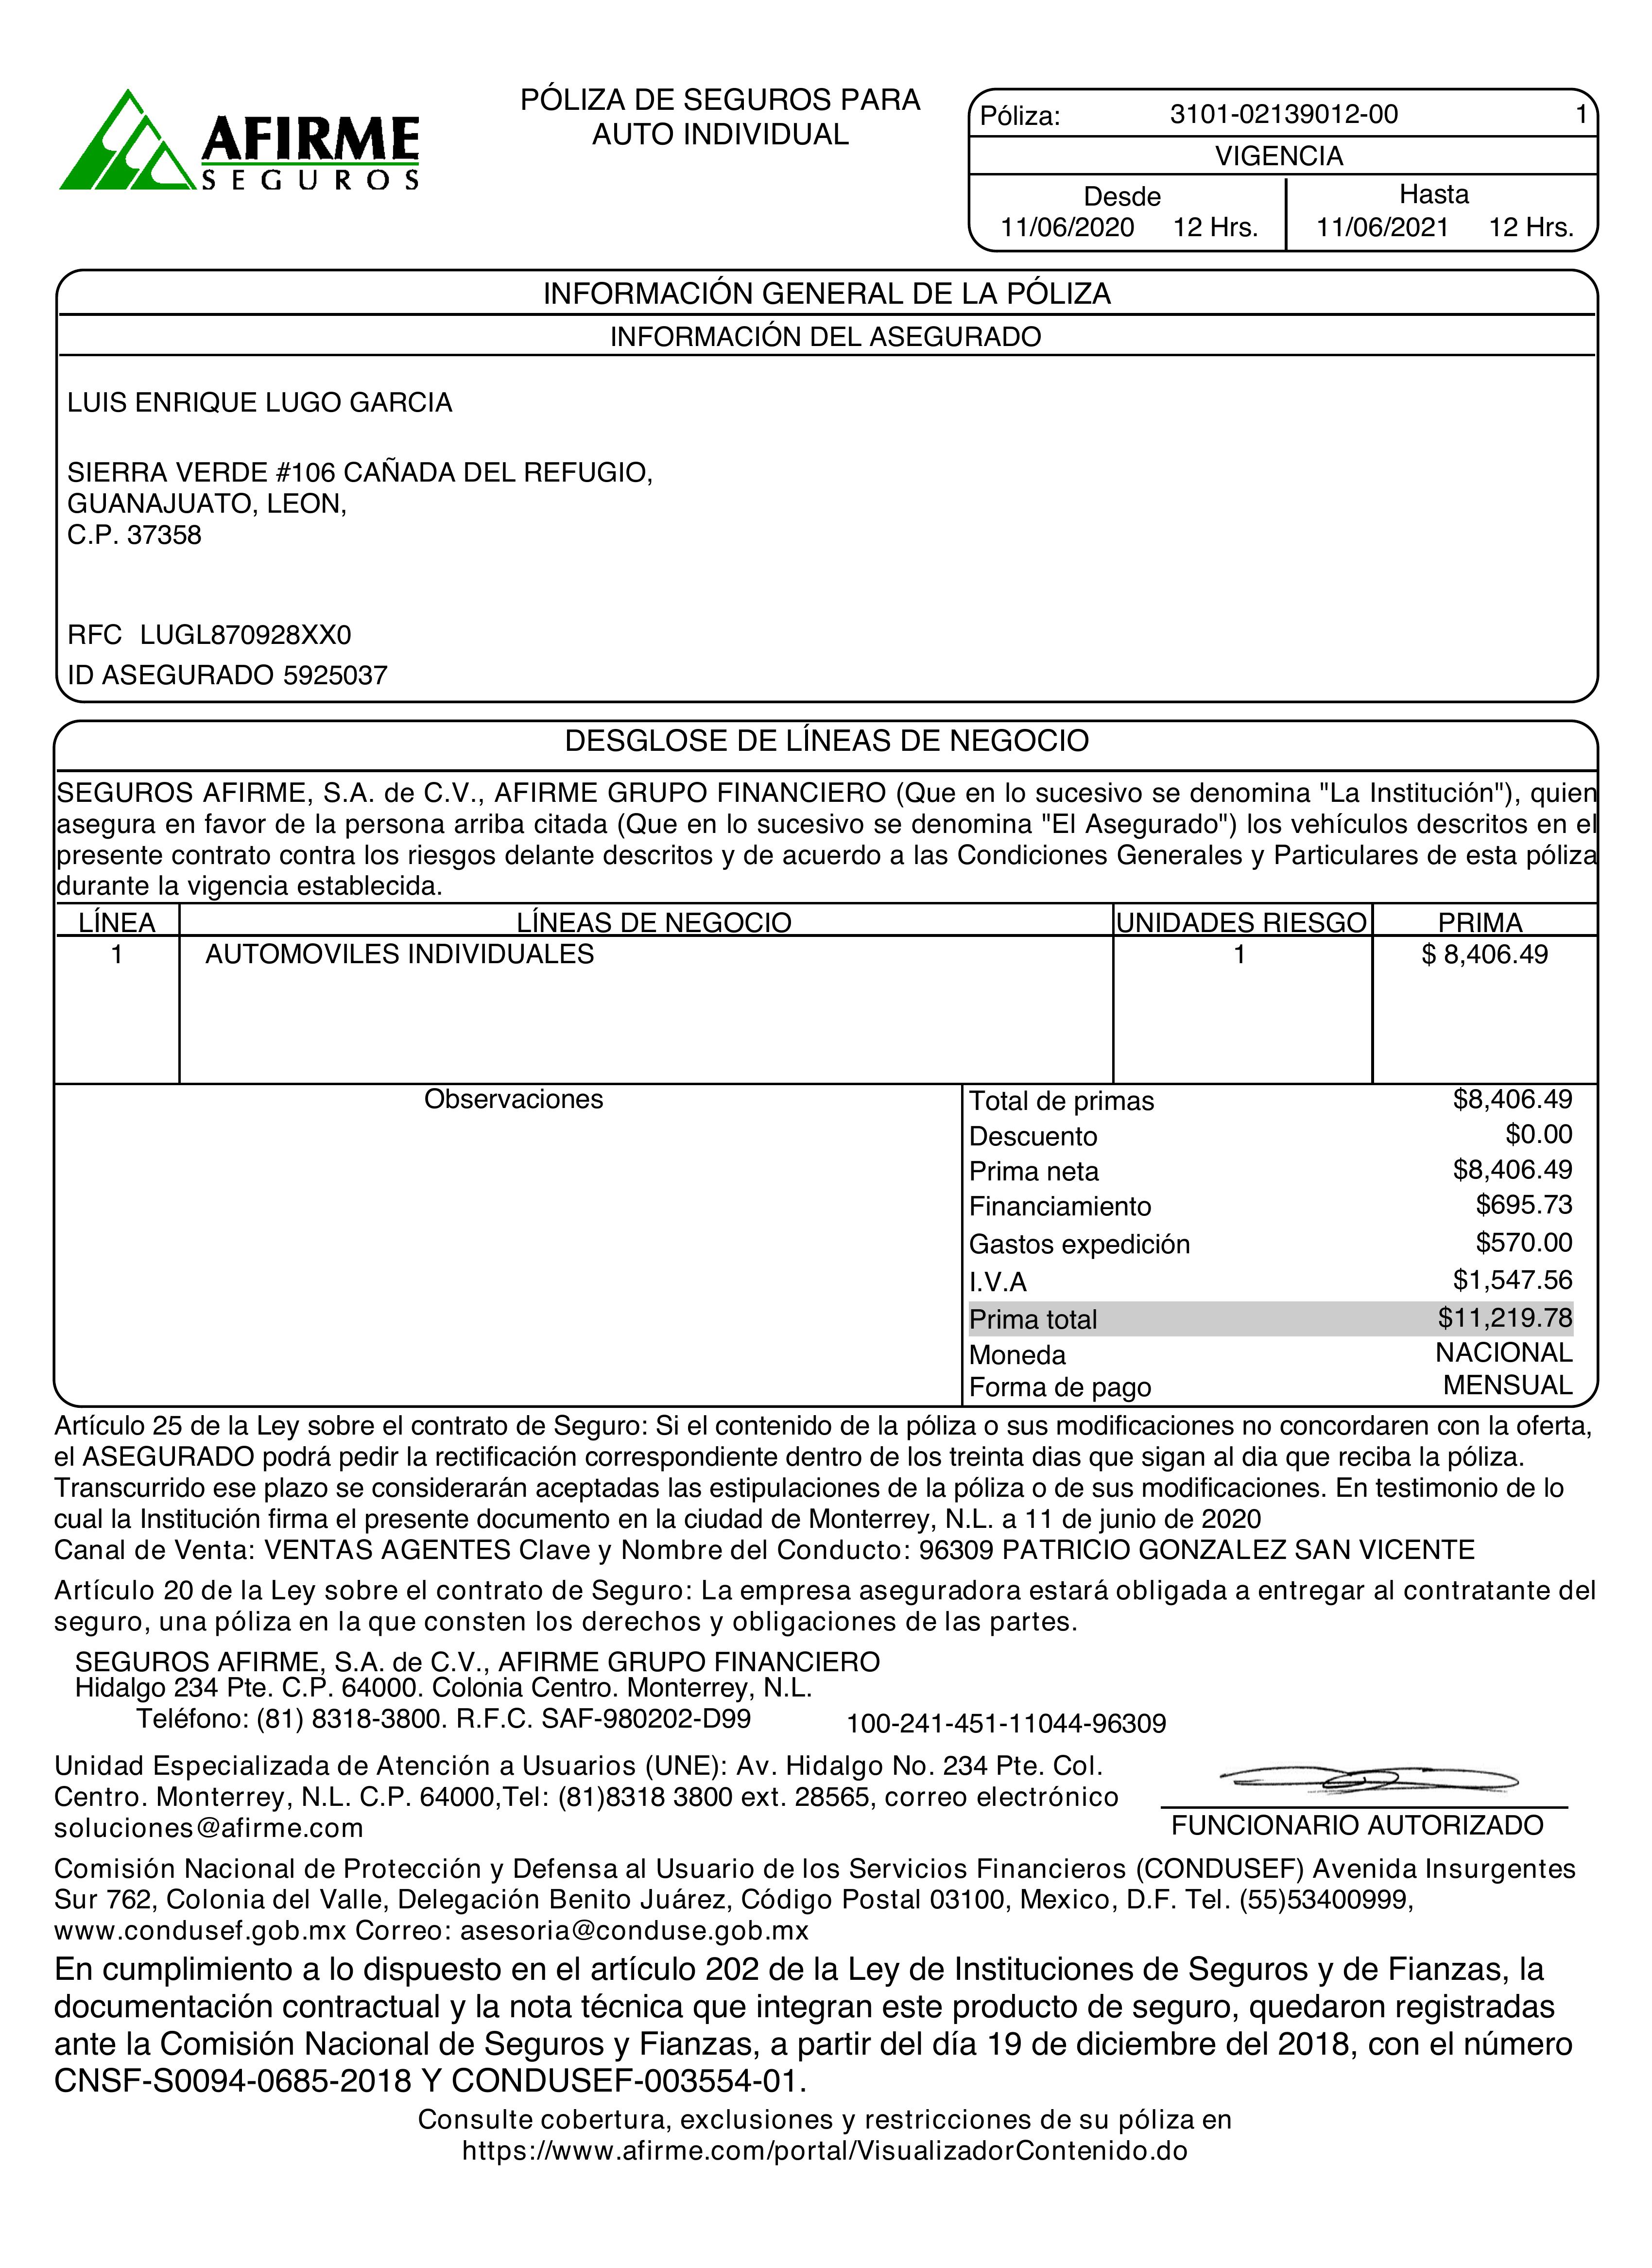 AFIRME
SEGUROS
PÓLIZA DE SEGUROS PARA
AUTO INDIVIDUAL
Póliza: 3101-02139012-00 1
VIGENCIA
Desde Hasta
11/06/2020 12 Hrs. 11/06/2021 12 Hrs.
INFORMACIÓN GENERAL DE LA PÓLIZA
INFORMACIÓN DEL ASEGURADO
LUIS ENRIQUE LUGO GARCIA
SIERRA VERDE #106 CAÑADA DEL REFUGIO,
GUANAJUATO, LEON,
C.P. 37358
RFC LUGL870928XX0
ID ASEGURADO 5925037
DESGLOSE DE LÍNEAS DE NEGOCIO
SEGUROS AFIRME, S.A. de C.V., AFIRME GRUPO FINANCIERO (Que en lo sucesivo se denomina "La Institución"), quien
asegura en favor de la persona arriba citada (Que en lo sucesivo se denomina "El Asegurado") los vehículos descritos en el
presente contrato contra los riesgos delante descritos y de acuerdo a las Condiciones Generales y Particulares de esta póliza
durante la vigencia establecida.
LÍNEA LÍNEAS DE NEGOCIO UNIDADES RIESGO PRIMA
1 AUTOMOVILES INDIVIDUALES 1 $ 8,406.49
Observaciones
Total de primas $8,406.49
Descuento $0.00
Prima neta $8,406.49
Financiamiento $695.73
Gastos expedición $570.00
I.V.A $1,547.56
Prima total $11,219.78
Moneda NACIONAL
Forma de pago MENSUAL
Artículo 25 de la Ley sobre el contrato de Seguro: Si el contenido de la póliza o sus modificaciones no concordaren con la oferta,
el ASEGURADO podrá pedir la rectificación correspondiente dentro de los treinta dias que sigan al dia que reciba la póliza.
Transcurrido ese plazo se considerarán aceptadas las estipulaciones de la póliza o de sus modificaciones. En testimonio de lo
cual la Institución firma el presente documento en la ciudad de Monterrey, N.L. a 11 de junio de 2020
Canal de Venta: VENTAS AGENTES Clave y Nombre del Conducto: 96309 PATRICIO GONZALEZ SAN VICENTE
Artículo 20 de la Ley sobre el contrato de Seguro: La empresa aseguradora estará obligada a entregar al contratante del
seguro, una póliza en la que consten los derechos y obligaciones de las partes.
SEGUROS AFIRME, S.A. de C.V., AFIRME GRUPO FINANCIERO
Hidalgo 234 Pte. C.P. 64000. Colonia Centro. Monterrey, N.L.
Teléfono: (81) 8318-3800. R.F.C. SAF-980202-D99 100-241-451-11044-96309
Unidad Especializada de Atención a Usuarios (UNE): Av. Hidalgo No. 234 Pte. Col.
Centro. Monterrey, N.L. C.P. 64000,Tel: (81)8318 3800 ext. 28565, correo electrónico
soluciones@afirme.com
FUNCIONARIO AUTORIZADO
Comisión Nacional de Protección y Defensa al Usuario de los Servicios Financieros (CONDUSEF) Avenida Insurgentes
Sur 762, Colonia del Valle, Delegación Benito Juárez, Código Postal 03100, Mexico, D.F. Tel. (55)53400999,
www.condusef.gob.mx Correo: asesoria@conduse.gob.mx
En cumplimiento a lo dispuesto en el artículo 202 de la Ley de Instituciones de Seguros y de Fianzas, la
documentación contractual y la nota técnica que integran este producto de seguro, quedaron registradas
ante la Comisión Nacional de Seguros y Fianzas, a partir del día 19 de diciembre del 2018, con el número
CNSF-S0094-0685-2018 Y CONDUSEF-003554-01.
Consulte cobertura, exclusiones y restricciones de su póliza en
https://www.afirme.com/portal/VisualizadorContenido.do